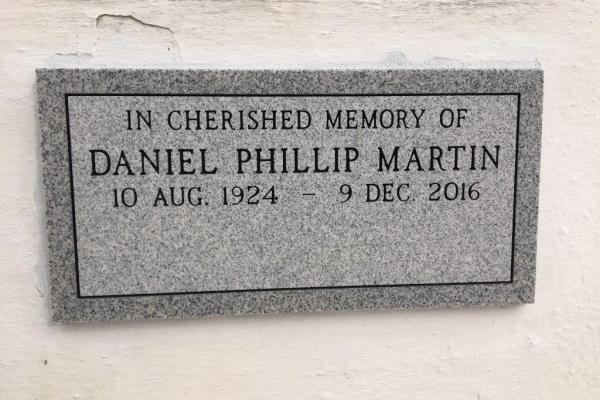 IN CHERISHED MEMORY OF
DANIEL PHILLIP MARTIN
10 AUG. 1924 – 9 DEC. 2016